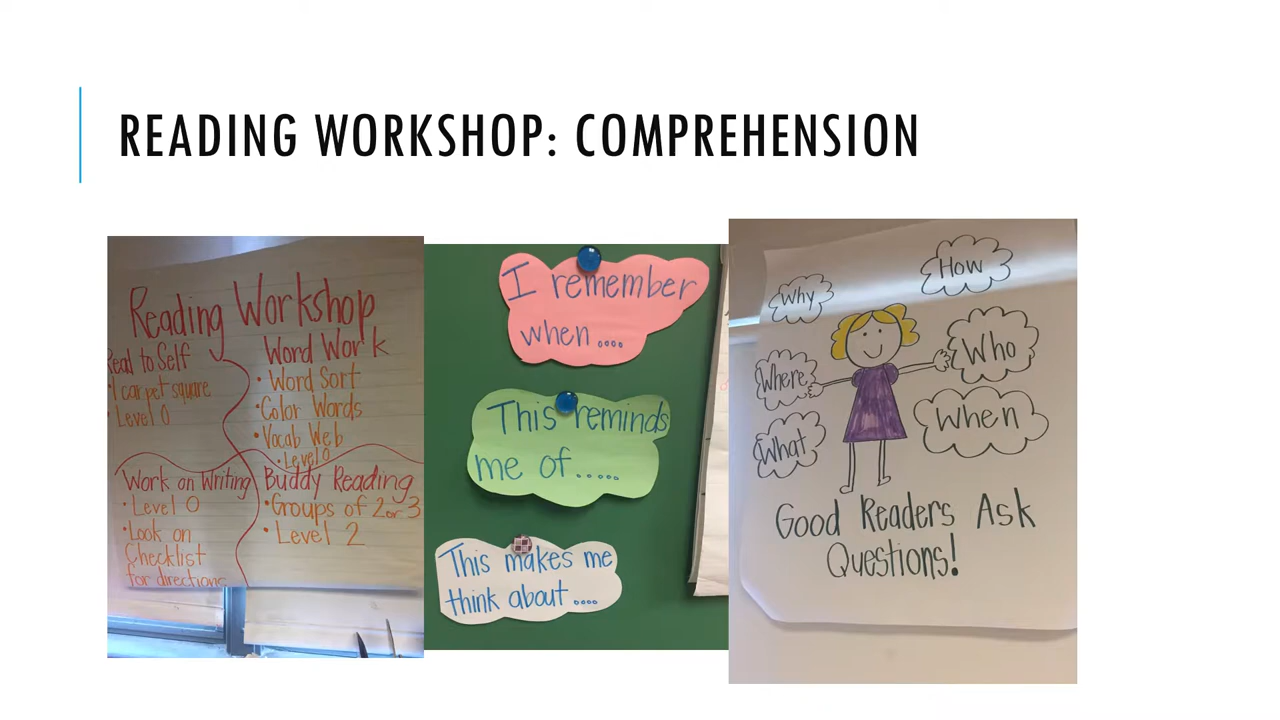 READING WORKSHOP: COMPREHENSION
Reading Workshop
Read to Self
• 1 carpet square
• Level 0
Word Work
• Word Sort
• Color Words
• Vocab Web
• Level 0
Work on Writing
• Level 0
• Look on
Checklist
for directions
Buddy Reading
• Groups of 2 or 3
• Level 2
I remember
when....
This reminds
me of.....
This makes me
think about....
Why
How
Where
Who
What
When
Good Readers Ask
Questions!